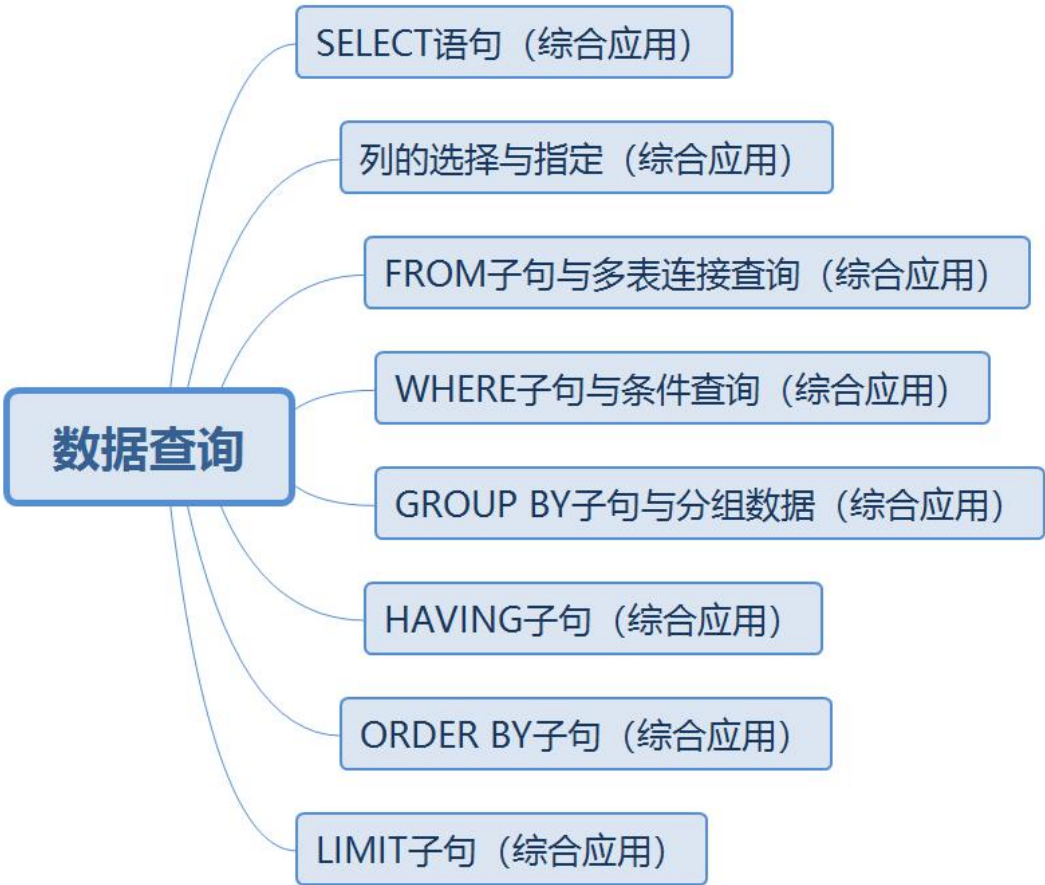 SELECT语句（综合应用）
列的选择与指定（综合应用）
FROM子句与多表连接查询（综合应用）
WHERE子句与条件查询（综合应用）
数据查询
GROUP BY子句与分组数据（综合应用）
HAVING子句（综合应用）
ORDER BY子句（综合应用）
LIMIT子句（综合应用）